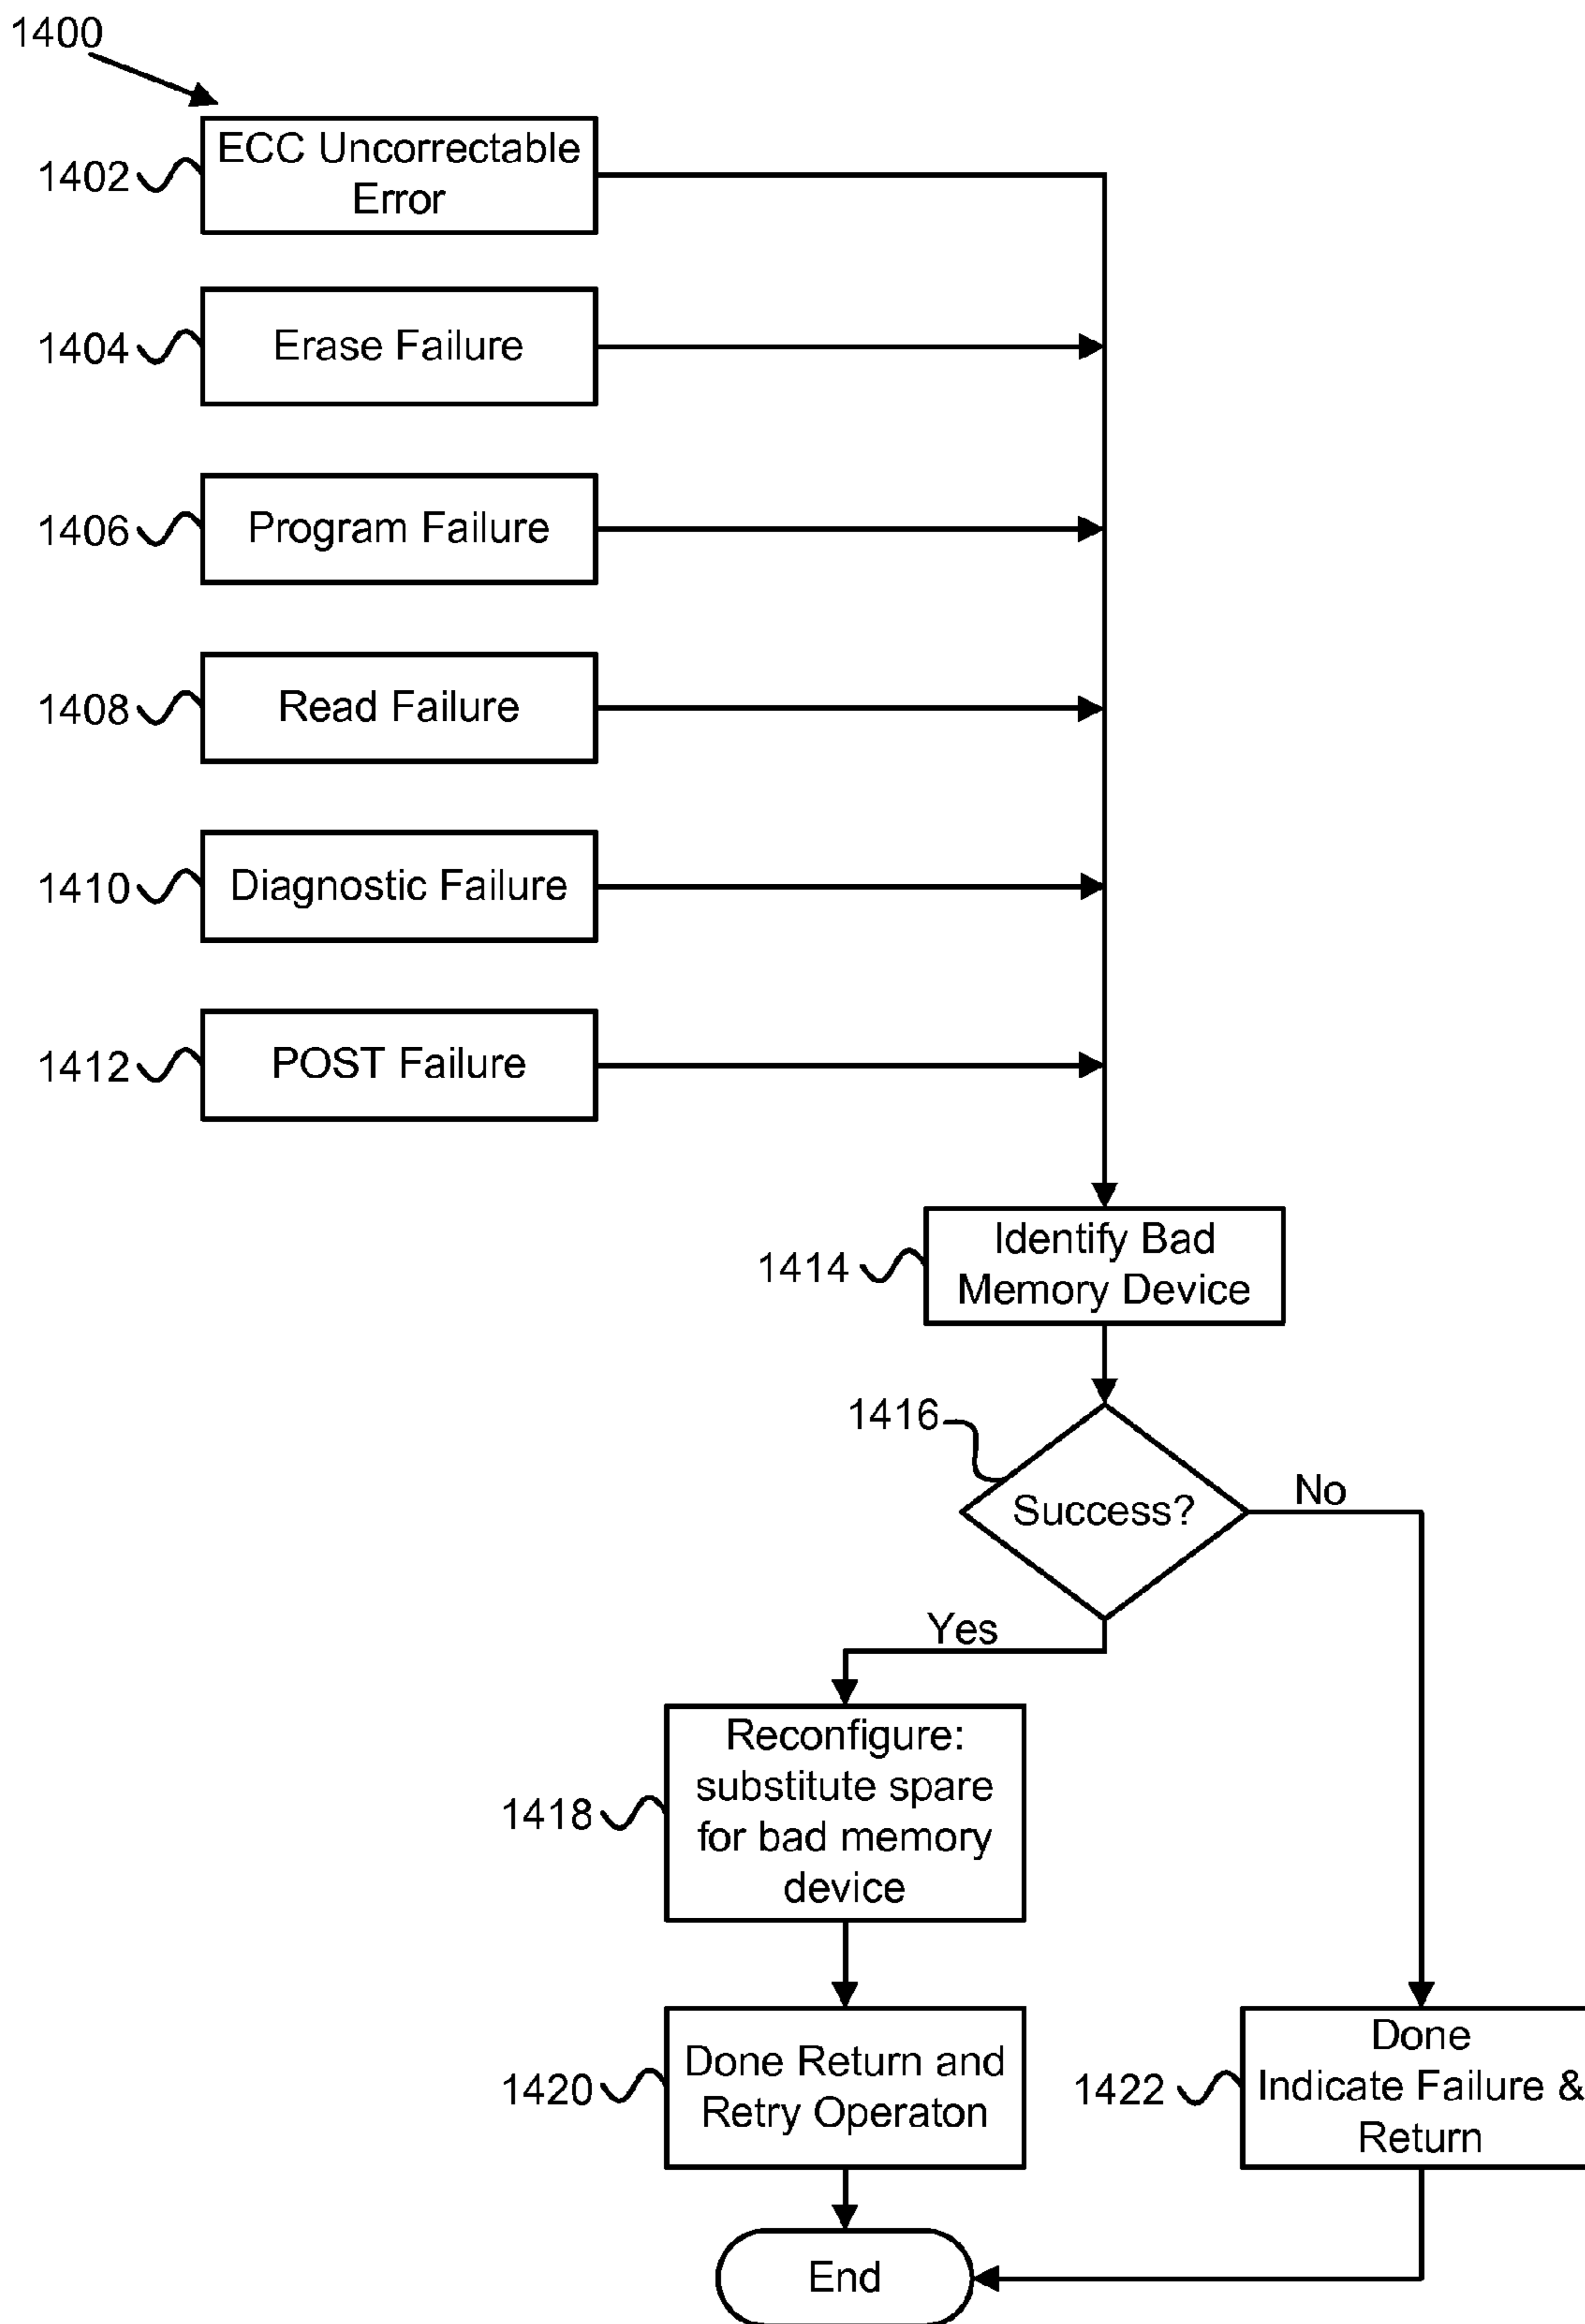 1400
1402
ECC Uncorrectable
Error
1404
Erase Failure
1406
Program Failure
1408
Read Failure
1410
Diagnostic Failure
1412
POST Failure
1414
Identify Bad
Memory Device
1416
Success?
No
Yes
1418
Reconfigure:
substitute spare
for bad memory
device
1420
Done Return and
Retry Operaton
1422
Done
Indicate Failure &
Return
End